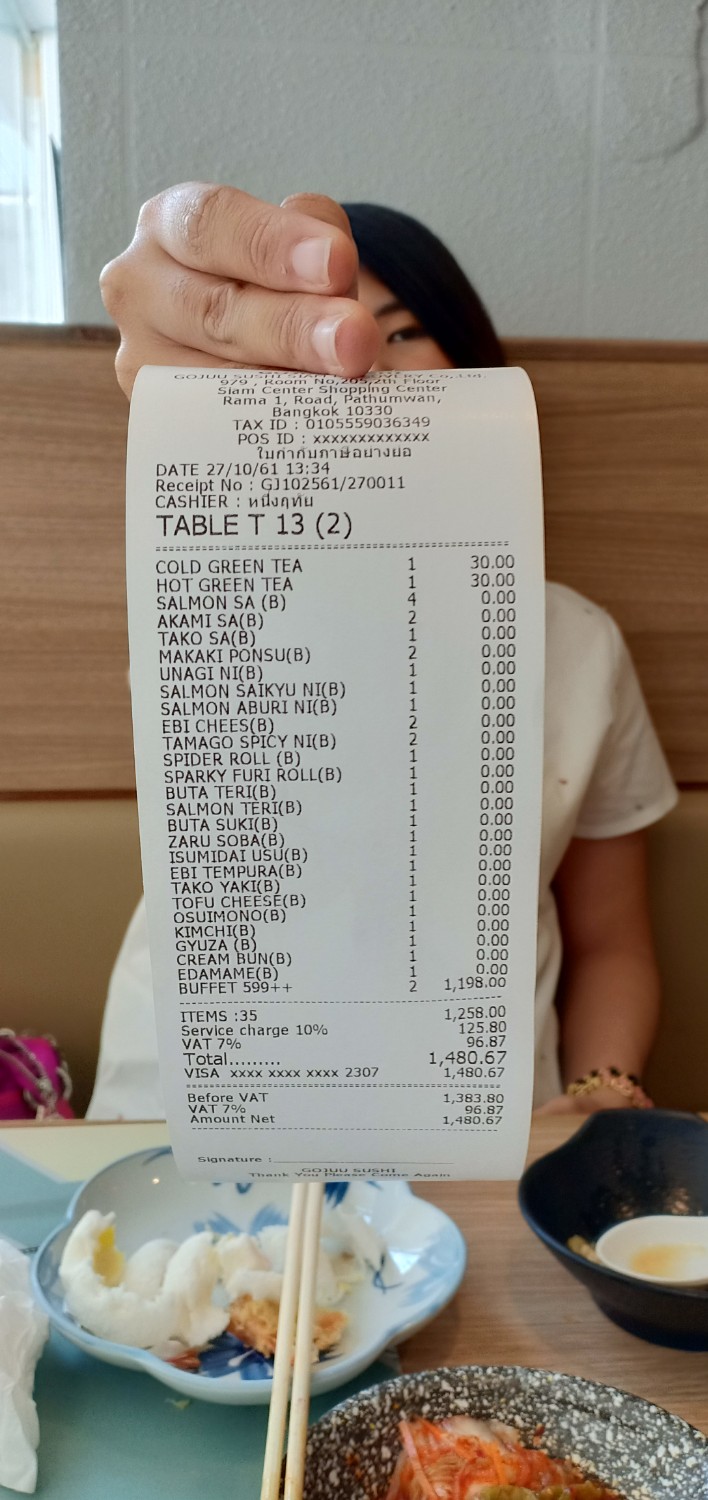 GOJUU SUSHI
979 , Room No,205,2th Floor
Siam Center Shopping Center
Rama 1, Road, Pathumwan,
Bangkok 10330
TAX ID : 0105559036349
POS ID : xxxxxxxxxxxxx
ใบกำกับภาษีอย่างย่อ
DATE 27/10/61 13:34
Receipt No : GJ102561/270011
CASHIER : หนึ่งฤทัน
TABLE T 13 (2)
COLD GREEN TEA 1 30.00
HOT GREEN TEA 1 30.00
SALMON SA (B) 4 0.00
AKAMI SA(B) 2 0.00
TAKO SA(B) 1 0.00
MAKAKI PONSU(B) 2 0.00
UNAGI NI(B) 1 0.00
SALMON SAIKYU NI(B) 1 0.00
SALMON ABURI NI(B) 1 0.00
EBI CHEES(B) 2 0.00
TAMAGO SPICY NI(B) 2 0.00
SPIDER ROLL (B) 1 0.00
SPARKY FURI ROLL(B) 1 0.00
BUTA TERI(B) 1 0.00
SALMON TERI(B) 1 0.00
BUTA SUKI(B) 1 0.00
ZARU SOBA(B) 1 0.00
ISUMIDAI USU(B) 1 0.00
EBI TEMPURA(B) 1 0.00
TAKO YAKI(B) 1 0.00
TOFU CHEESE(B) 1 0.00
OSUIMONO(B) 1 0.00
KIMCHI(B) 1 0.00
GYUZA (B) 1 0.00
CREAM BUN(B) 1 0.00
EDAMAME(B) 1 0.00
BUFFET 599++ 2 1,198.00
ITEMS :35 1,258.00
Service charge 10% 125.80
VAT 7% 96.87
Total......... 1,480.67
VISA xxxx xxxx xxxx 2307 1,480.67
Before VAT 1,383.80
VAT 7% 96.87
Amount Net 1,480.67
Signature :
GOJUU SUSHI
Thank You Please Come Again